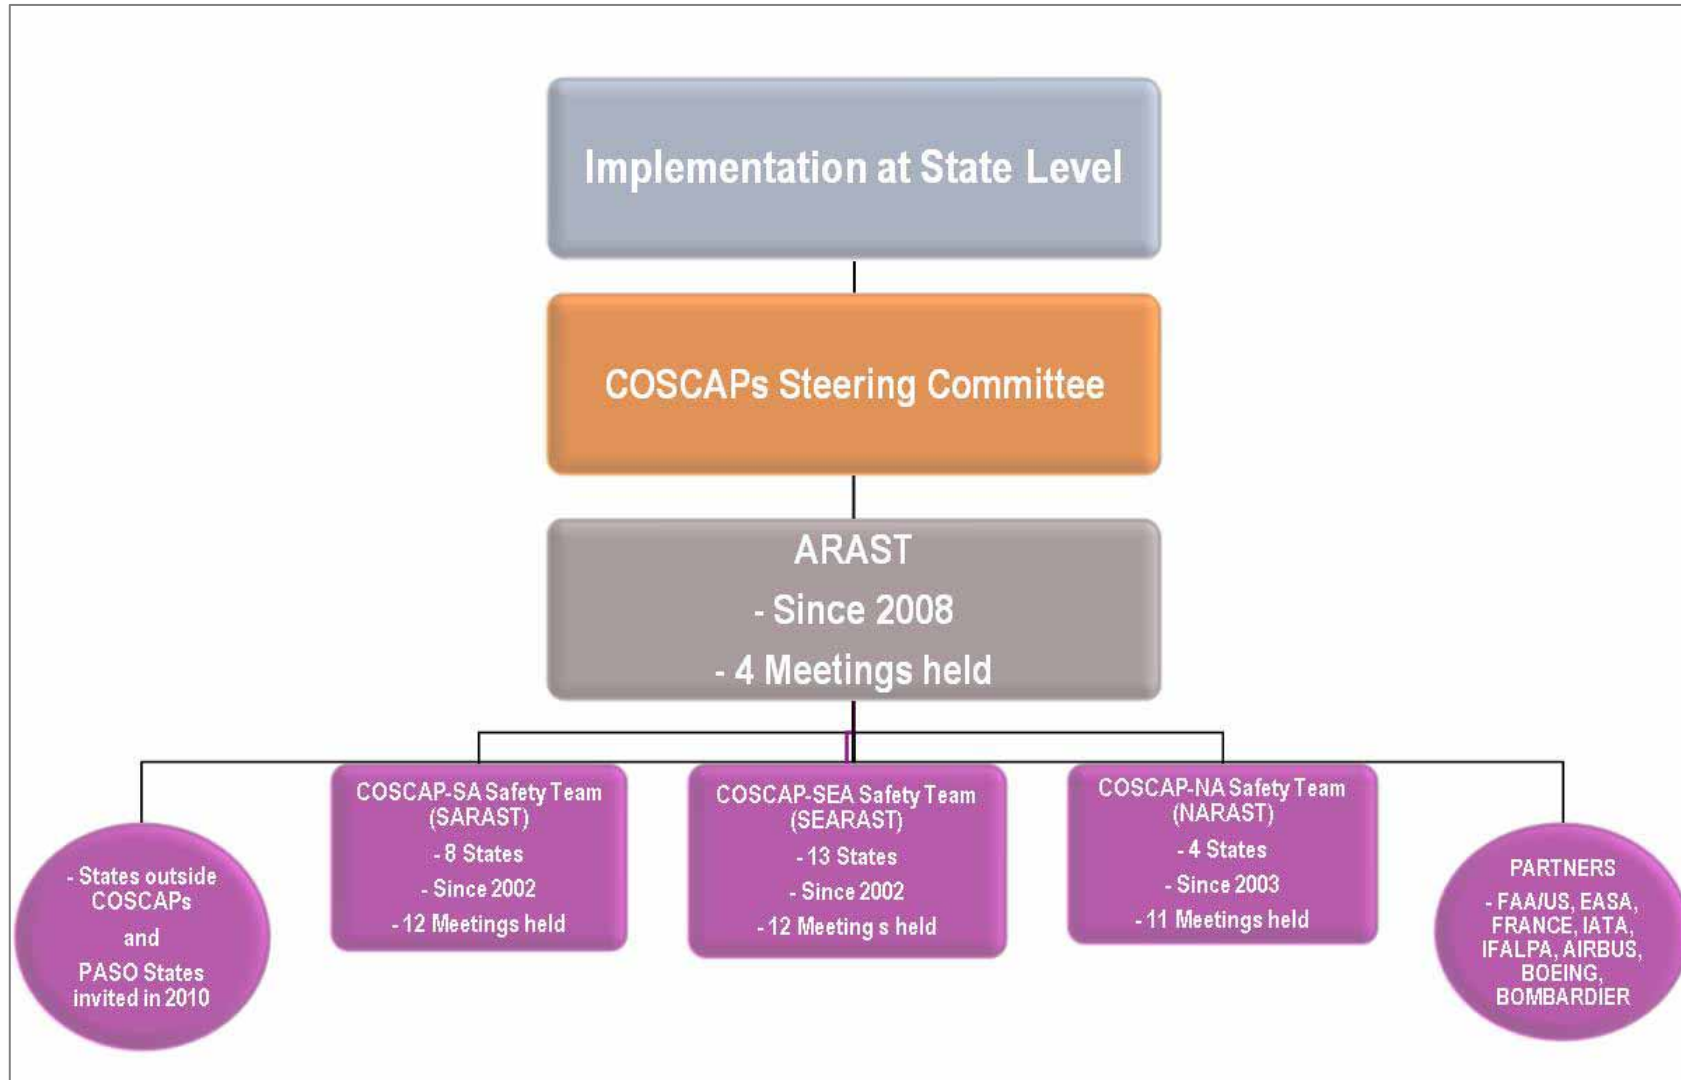 Implementation at State Level
COSCAPs Steering Committee
ARAST
- Since 2008
- 4 Meetings held
- States outside
COSCAPs
and
PASO States
invited in 2010
COSCAP-SA Safety Team
(SARAST)
- 8 States
- Since 2002
- 12 Meetings held
COSCAP-SEA Safety Team
(SEARAST)
- 13 States
- Since 2002
- 12 Meeting s held
COSCAP-NA Safety Team
(NARAST)
- 4 States
- Since 2003
- 11 Meetings held
PARTNERS
- FAA/US, EASA,
FRANCE, IATA,
IFALPA, AIRBUS,
BOEING,
BOMBARDIER